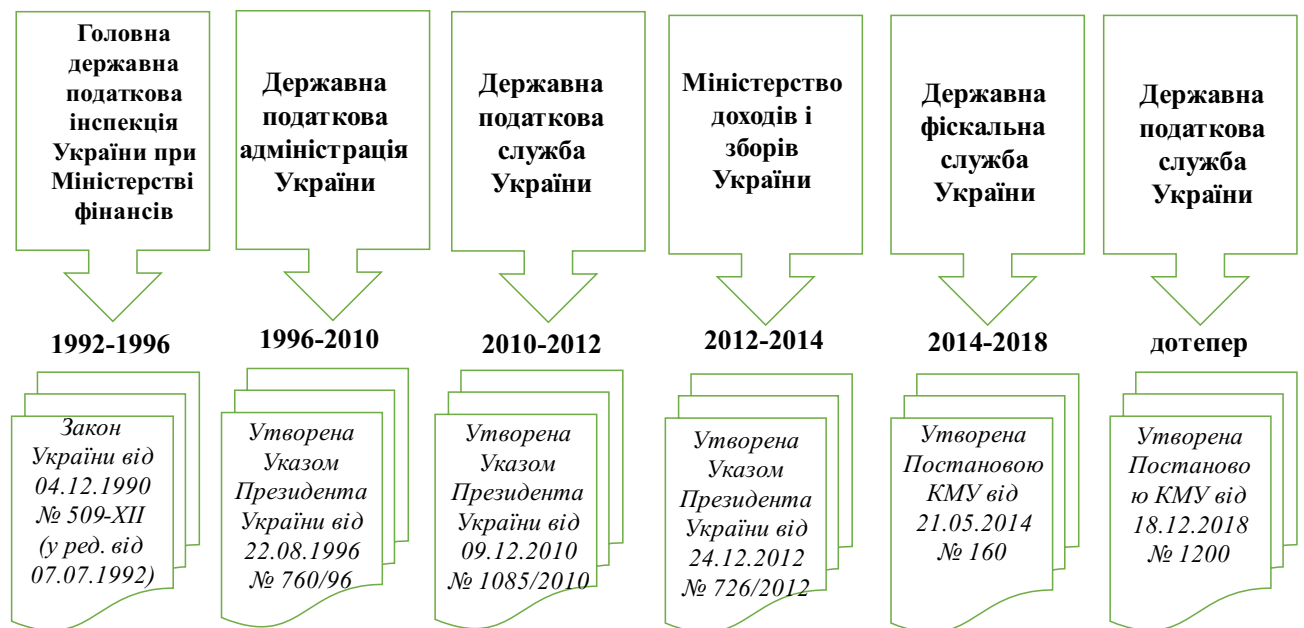 Головна
державна
податкова
інспекція
України при
Міністерстві
фінансів
Державна
податкова
адміністрація
України
Державна
податкова
служба
України
Міністерство
доходів і
зборів
України
Державна
фіскальна
служба
України
Державна
податкова
служба
України
1992-1996
1996-2010
2010-2012
2012-2014
2014-2018
дотепер
Закон
України від
04.12.1990
№ 509-XII
(у ред. від
07.07.1992)
Утворена
Указом
Президента
України від
22.08.1996
№ 760/96
Утворена
Указом
Президента
України від
09.12.2010
№ 1085/2010
Утворена
Указом
Президента
України від
24.12.2012
№ 726/2012
Утворена
Постановою
КМУ від
21.05.2014
№ 160
Утворена
Постаново
ю КМУ від
18.12.2018
№ 1200